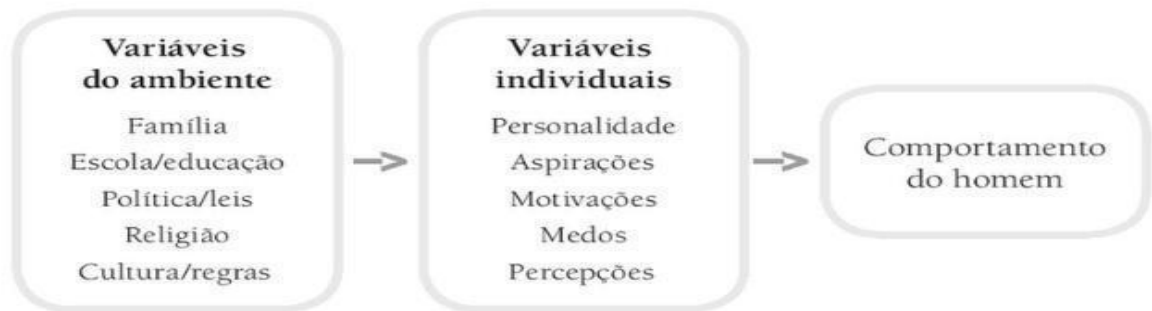 Variáveis
do ambiente
Família
Escola/educação
Política/leis
Religião
Cultura/regras
Variáveis
individuais
Personalidade
Aspirações
Motivações
Medos
Percepções
Comportamento
do homem